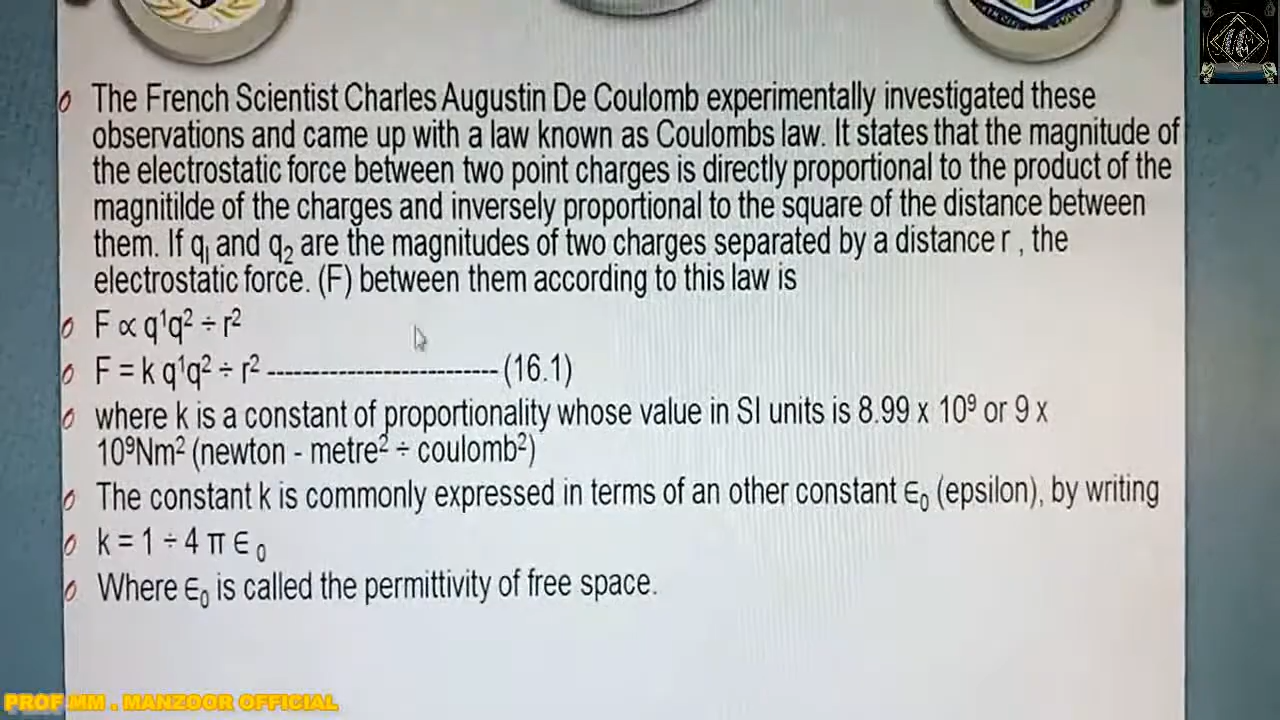 The French Scientist Charles Augustin De Coulomb experimentally investigated these
observations and came up with a law known as Coulombs law. It states that the magnitude of
the electrostatic force between two point charges is directly proportional to the product of the
magnitilde of the charges and inversely proportional to the square of the distance between
them. If q₁ and q₂ are the magnitudes of two charges separated by a distance r , the
electrostatic force. (F) between them according to this law is
F ∝ q¹q² ÷ r²
F = k q¹q² ÷ r² -------------------------- (16.1)
where k is a constant of proportionality whose value in SI units is 8.99 x 10⁹ or 9 x
10⁹Nm² (newton - metre² ÷ coulomb²)
The constant k is commonly expressed in terms of an other constant ∈₀ (epsilon), by writing
k = 1 ÷ 4 π ∈ ₀
Where ∈₀ is called the permittivity of free space.
PROF MM . MANZOOR OFFICIAL